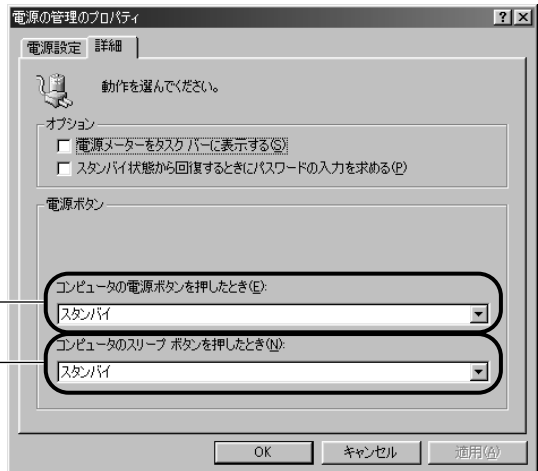 電源の管理のプロパティ
電源設定 詳細
動作を選んでください。
オプション
電源メーターをタスク バーに表示する(S)
スタンバイ状態から回復するときにパスワードの入力を求める(P)
電源ボタン
コンピュータの電源ボタンを押したとき(E):
スタンバイ
コンピュータのスリープ ボタンを押したとき(N):
スタンバイ
OK キャンセル 適用(A)